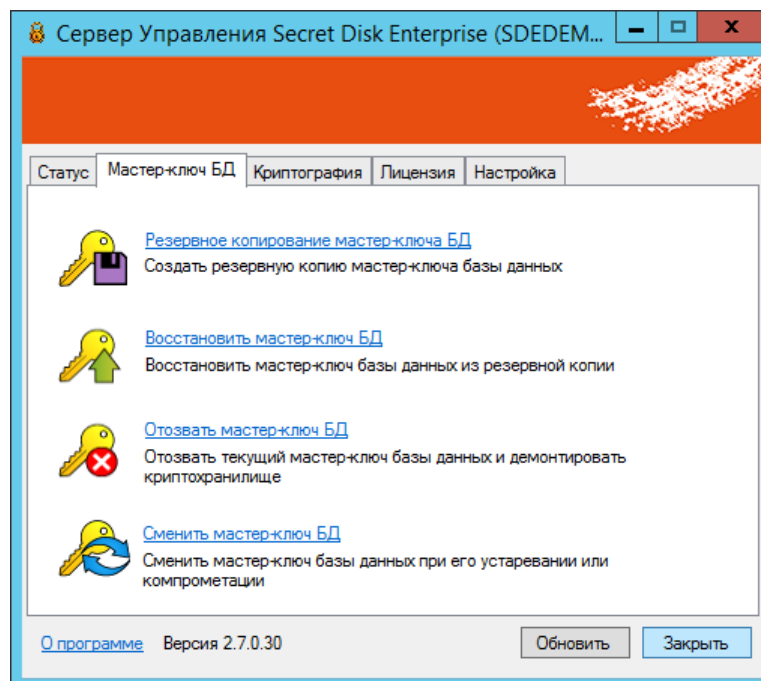 Сервер Управления Secret Disk Enterprise (SDEDEM...
Статус Мастер-ключ БД Криптография Лицензия Настройка
Резервное копирование мастер-ключа БД
Создать резервную копию мастер-ключа базы данных
Восстановить мастер-ключ БД
Восстановить мастер-ключ базы данных из резервной копии
Отозвать мастер-ключ БД
Отозвать текущий мастер-ключ базы данных и демонтировать
криптохранилище
Сменить мастер-ключ БД
Сменить мастер-ключ базы данных при его устаревании или
компрометации
О программе Версия 2.7.0.30 Обновить Закрыть